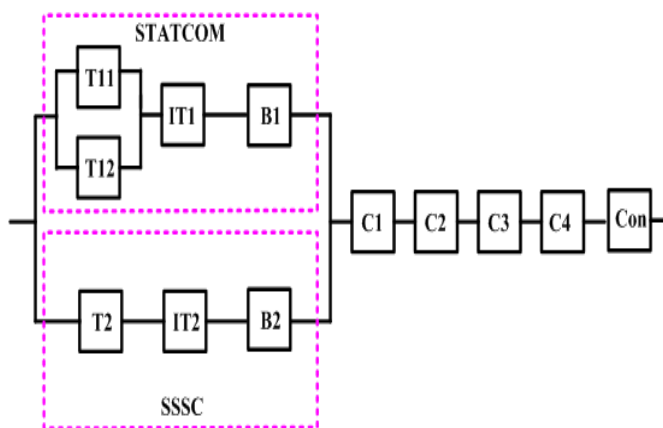 STATCOM
T11
IT1 B1
T12
C1 C2 C3 C4 Con
T2 IT2 B2
SSSC